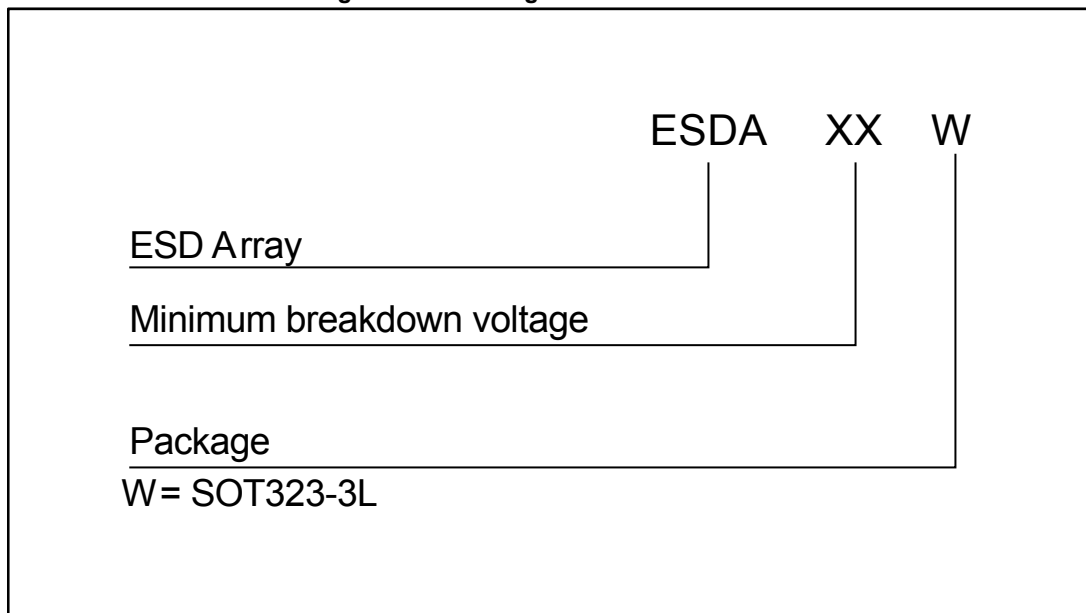 ESDA XX W
ESD Array
Minimum breakdown voltage
Package
W= SOT323-3L